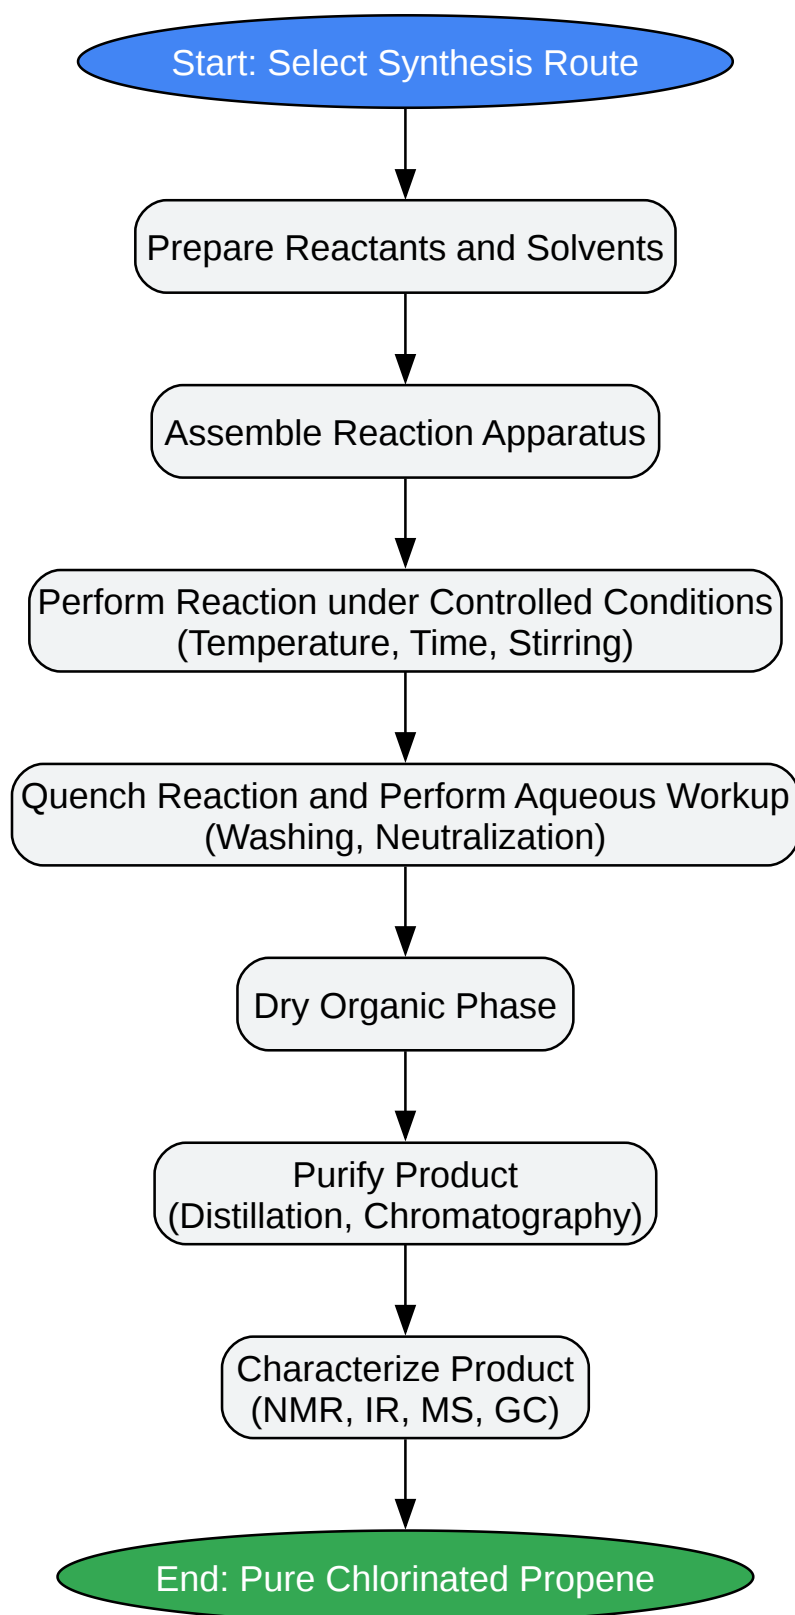 Start: Select Synthesis Route
Prepare Reactants and Solvents
Assemble Reaction Apparatus
Perform Reaction under Controlled Conditions
(Temperature, Time, Stirring)
Quench Reaction and Perform Aqueous Workup
(Washing, Neutralization)
Dry Organic Phase
Purify Product
(Distillation, Chromatography)
Characterize Product
(NMR, IR, MS, GC)
End: Pure Chlorinated Propene